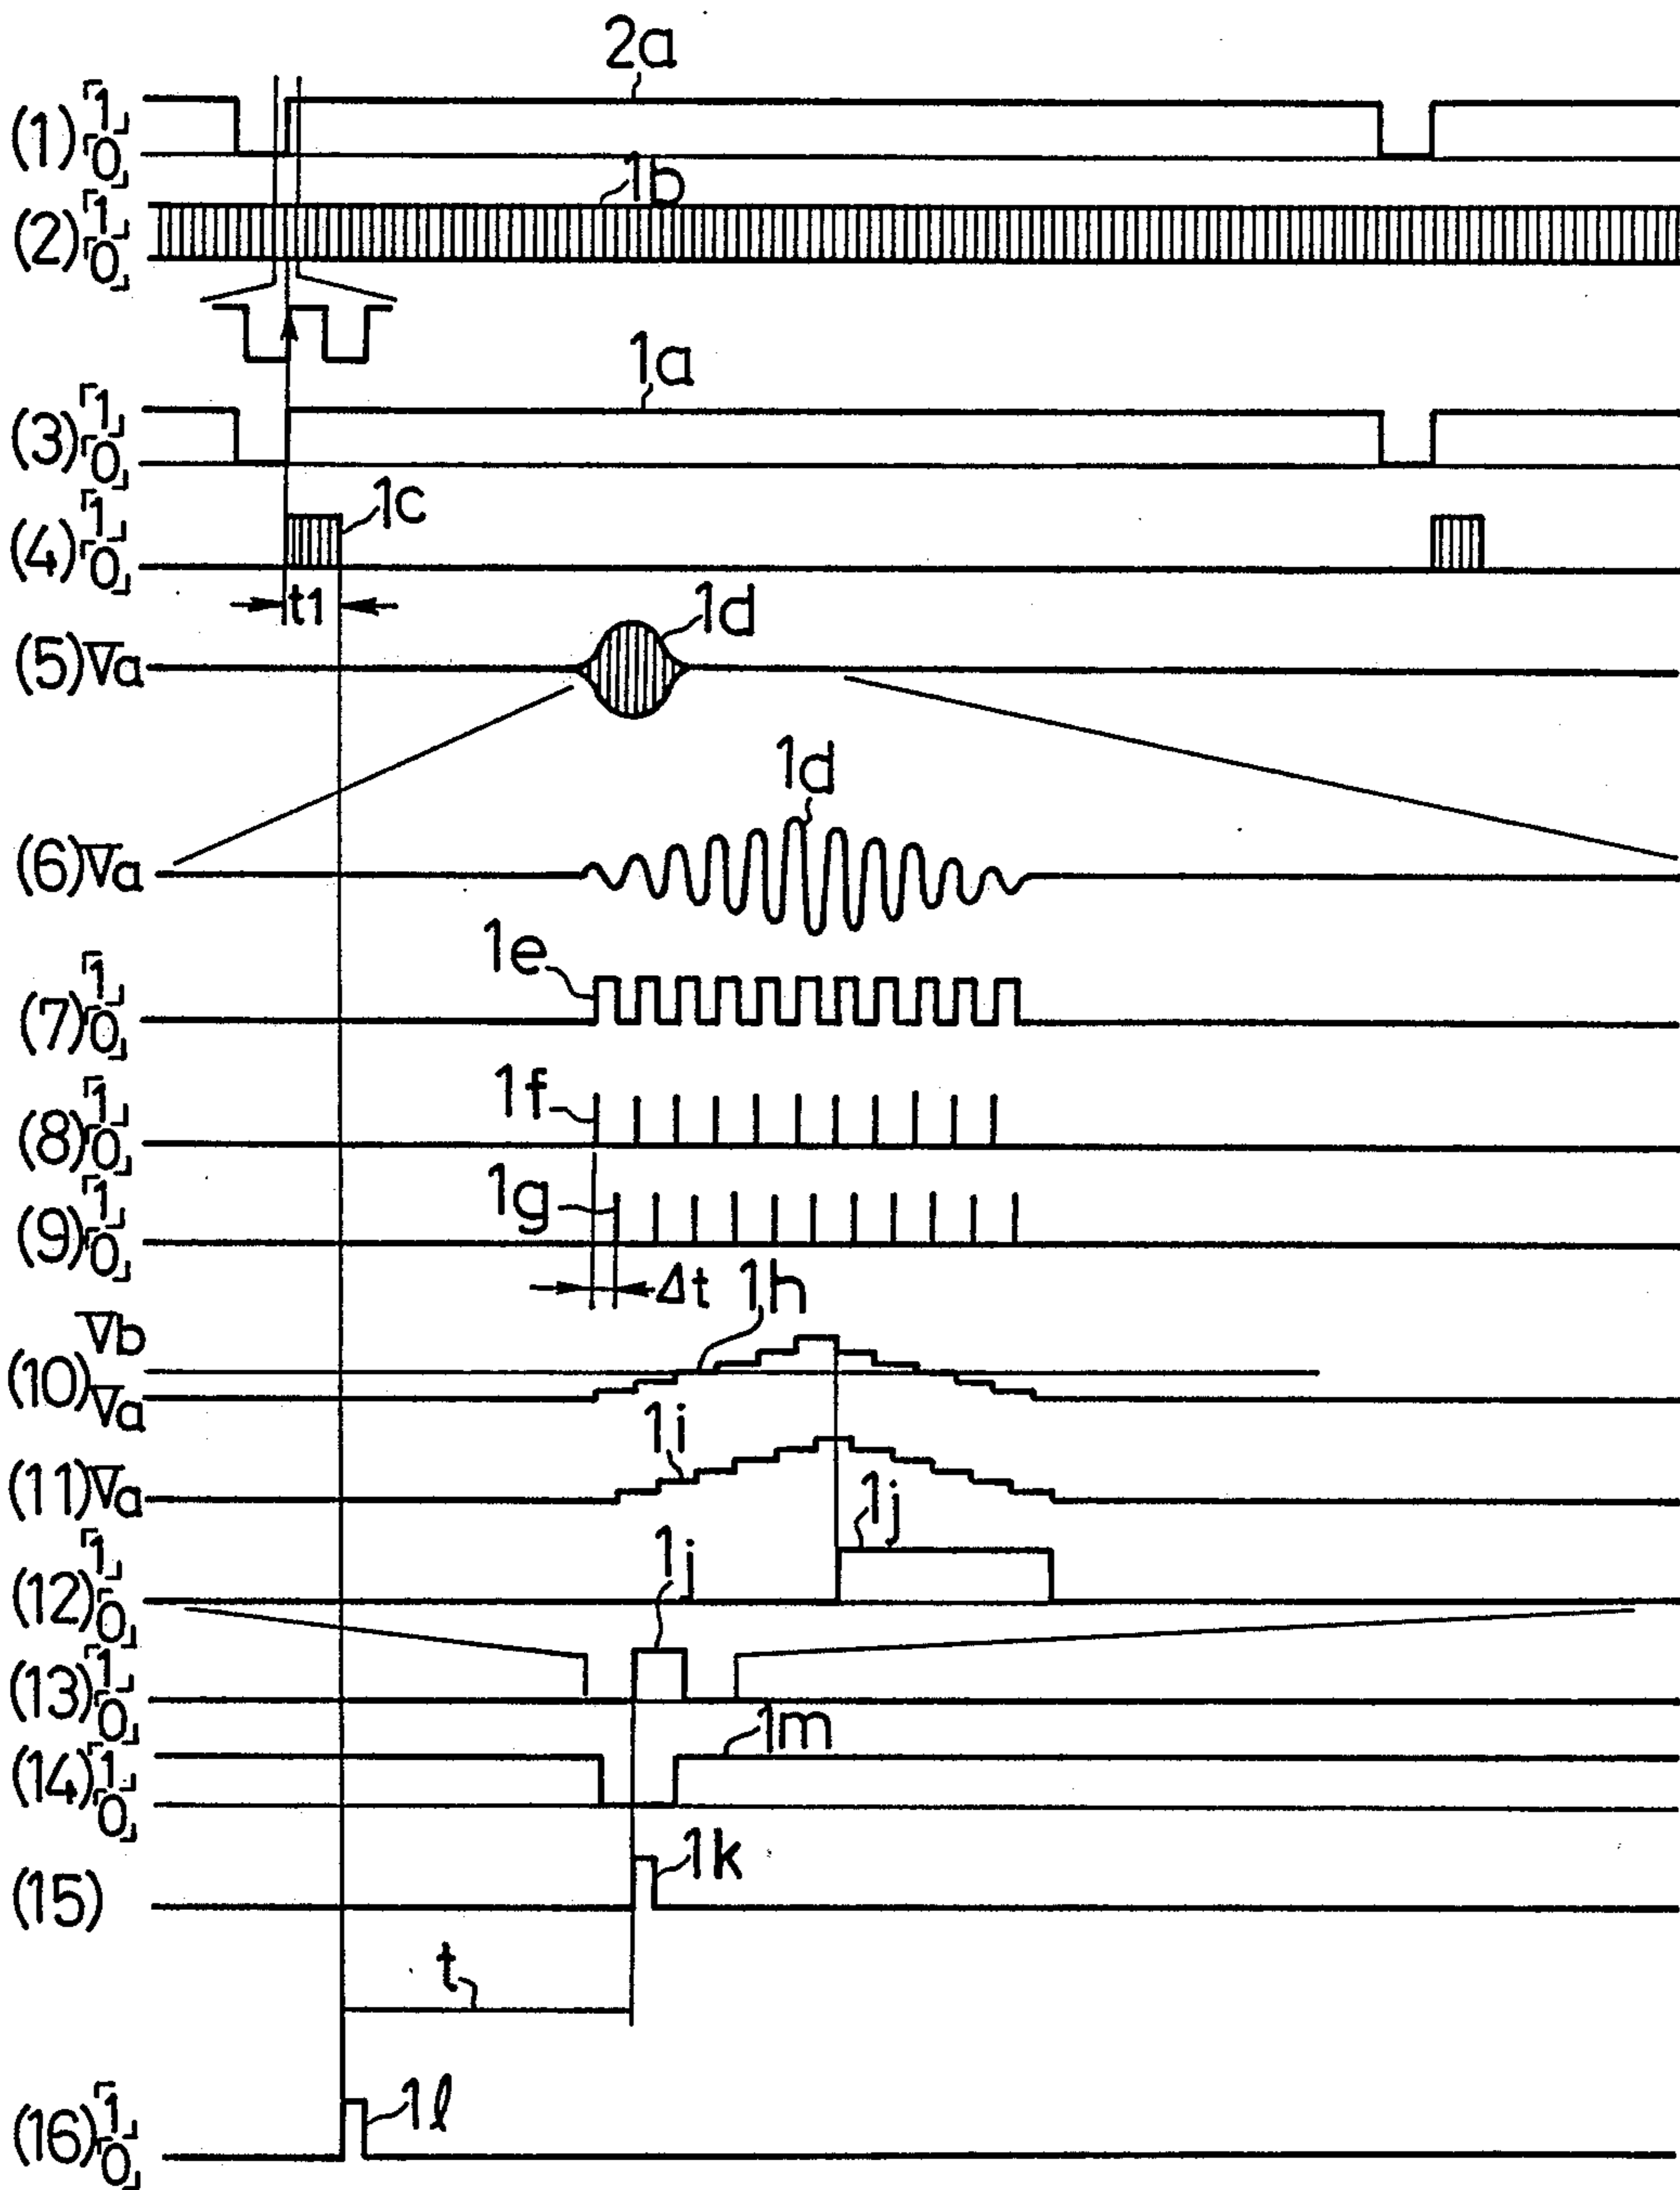 2a
(1)「1」
「0」
1b
(2)「1」
「0」
1a
(3)「1」
「0」
1c
(4)「1」
「0」
t1
1d
(5)Va
1d
(6)Va
1e
(7)「1」
「0」
1f
(8)「1」
「0」
1g
(9)「1」
「0」
Δt 1h
Vb
(10)
Va
1i
(11)Va
1j
(12)「1」
「0」
1j
(13)「1」
「0」
1m
(14)「1」
「0」
1k
(15)
t
1ℓ
(16)「1」
「0」